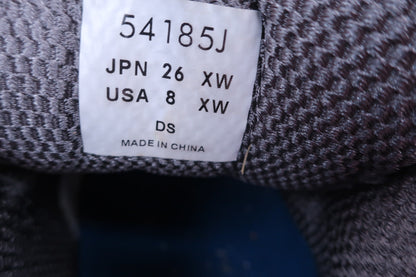 54185J
JPN 26 XW
USA 8 XW
DS
MADE IN CHINA